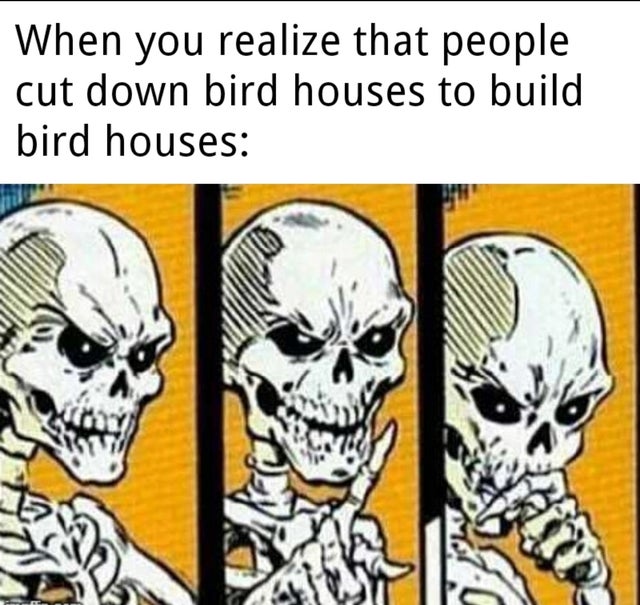 When you realize that people
cut down bird houses to build
bird houses: